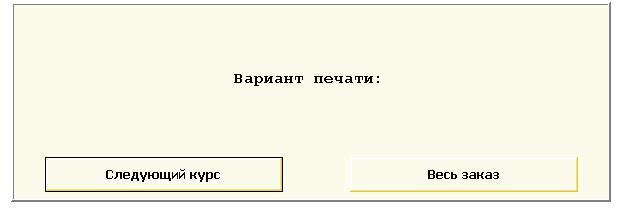 Вариант печати:
Следующий курс
Весь заказ